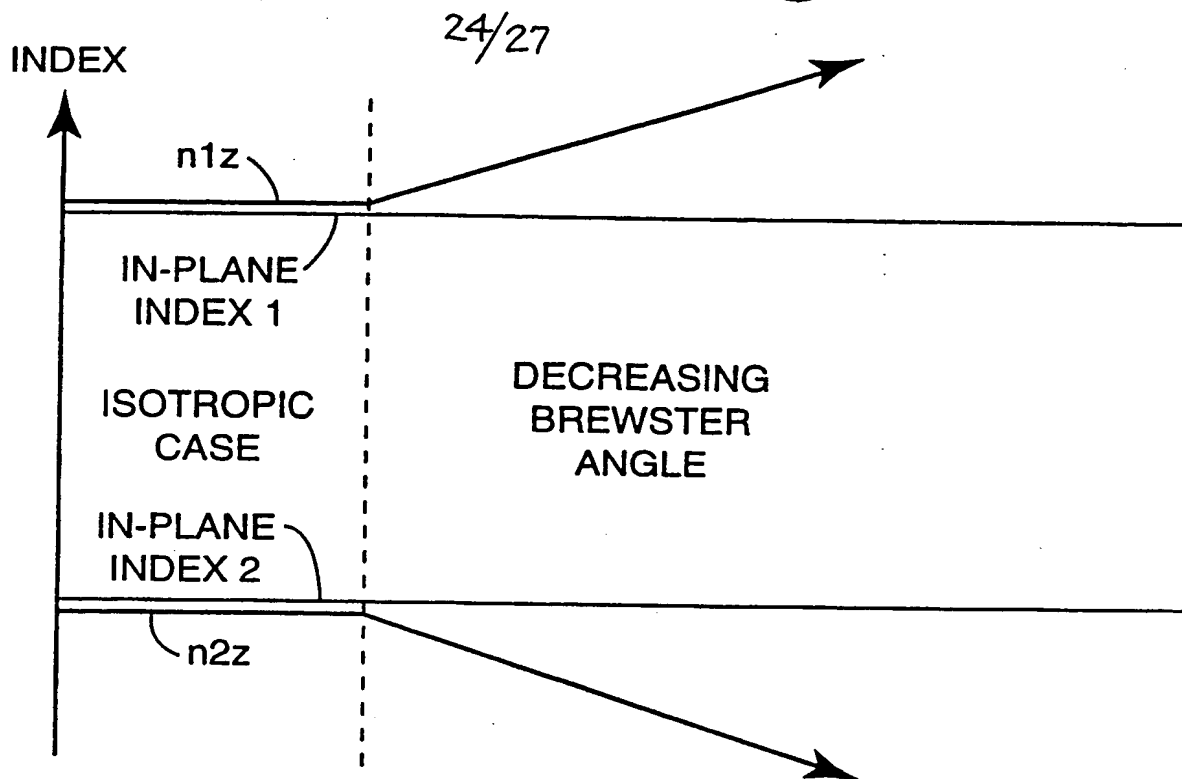 24/27
INDEX
n1z
IN-PLANE
INDEX 1
ISOTROPIC
CASE
DECREASING
BREWSTER
ANGLE
IN-PLANE
INDEX 2
n2z